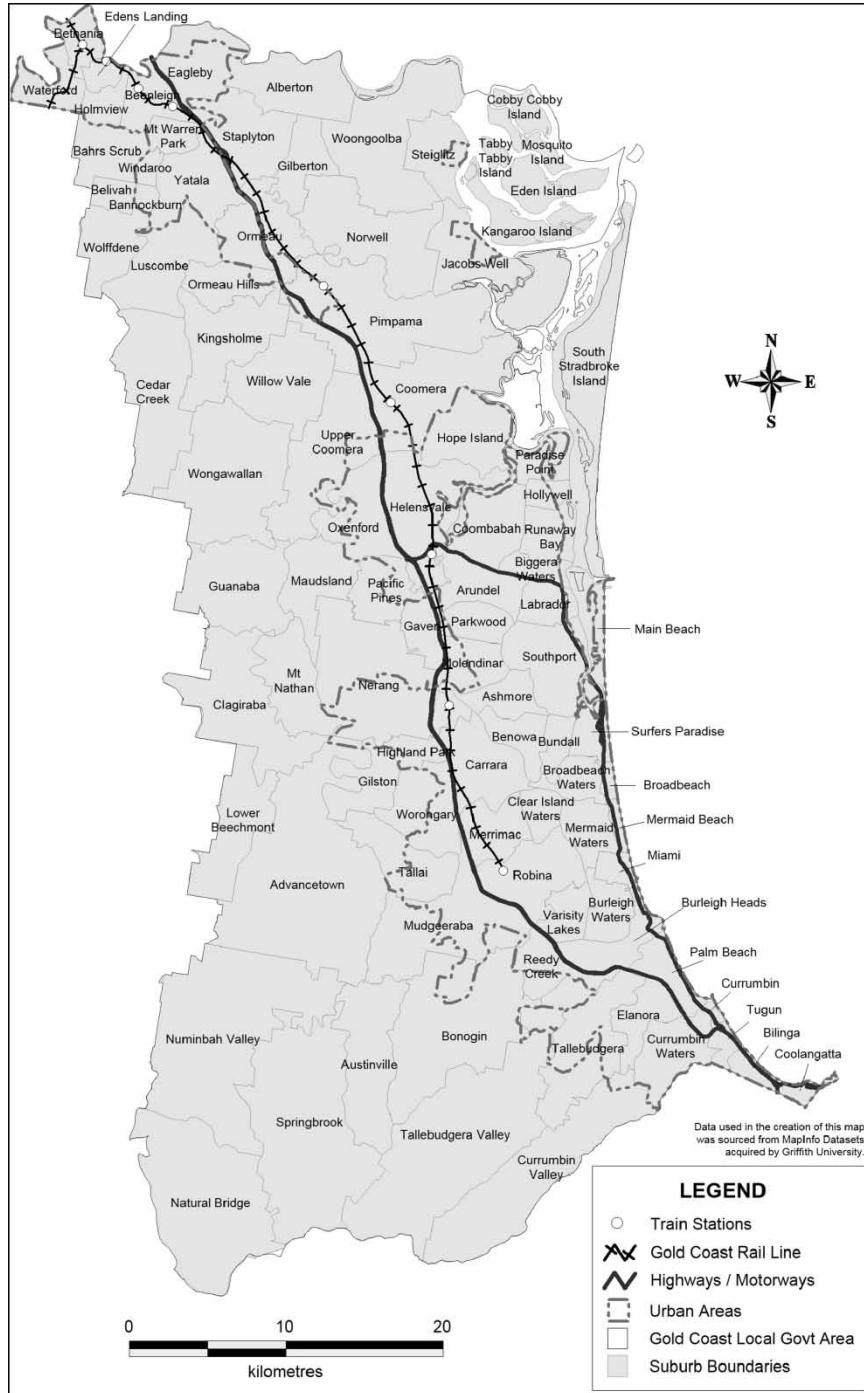 Edens Landing
Bethania
Eagleby
Waterford
Beenleigh
Holmview
Alberton
Cobby Cobby
Island
Mt Warren
Park
Staplyton
Woongoolba
Bahrs Scrub
Steiglitz
Tabby
Tabby
Island
Mosquito
Island
Windaroo
Gilberton
Yatala
Eden Island
Belivah
Bannockburn
Kangaroo Island
Ormeau
Norwell
Wolffdene
Luscombe
Jacobs Well
Ormeau Hills
Pimpama
Kingsholme
South
Stradbroke
Island
N
W
E
S
Cedar
Creek
Willow Vale
Coomera
Upper
Coomera
Hope Island
Paradise
Point
Wongawallan
Hollywell
Helensvale
Oxenford
Coombabah
Runaway
Bay
Biggera
Waters
Guanaba
Maudsland
Pacific
Pines
Arundel
Labrador
Gaven
Parkwood
Main Beach
Molendinar
Southport
Mt
Nathan
Nerang
Clagiraba
Ashmore
Surfers Paradise
Benowa
Bundall
Highland Park
Carrara
Broadbeach
Waters
Gilston
Broadbeach
Lower
Beechmont
Worongary
Clear Island
Waters
Mermaid Beach
Merrimac
Mermaid
Waters
Miami
Tallai
Robina
Advancetown
Burleigh
Waters
Burleigh Heads
Varsity
Lakes
Mudgeeraba
Palm Beach
Reedy
Creek
Currumbin
Elanora
Tugun
Numinbah Valley
Bonogin
Currumbin
Waters
Bilinga
Tallebudgera
Coolangatta
Austinville
Springbrook
Tallebudgera Valley
Currumbin
Valley
Natural Bridge
Data used in the creation of this map
was sourced from MapInfo Datasets
acquired by Griffith University.
LEGEND
Train Stations
Gold Coast Rail Line
Highways / Motorways
Urban Areas
Gold Coast Local Govt Area
Suburb Boundaries
0 10 20
kilometres